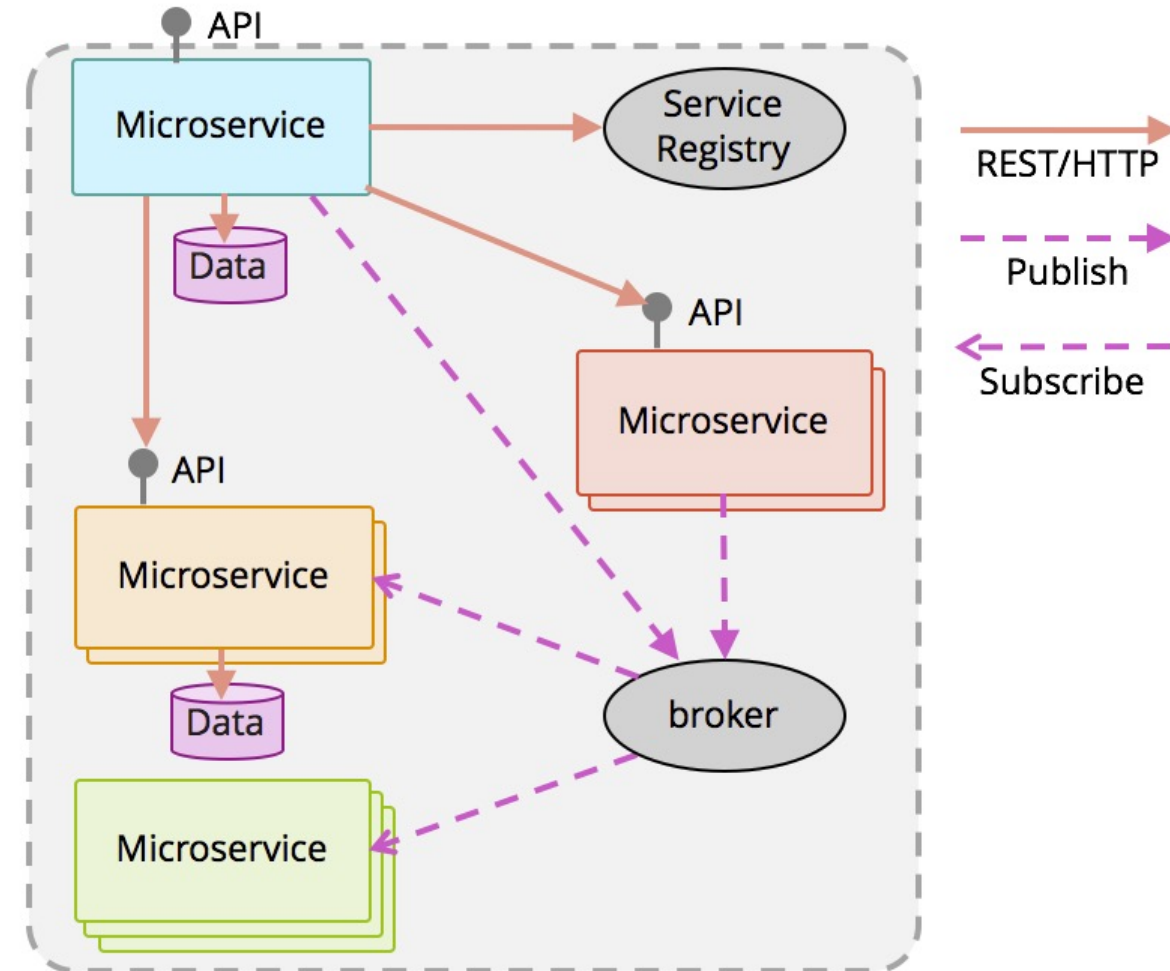 API
Microservice
Service
Registry
REST/HTTP
Data
Publish
API
Subscribe
Microservice
API
Microservice
Data
broker
Microservice